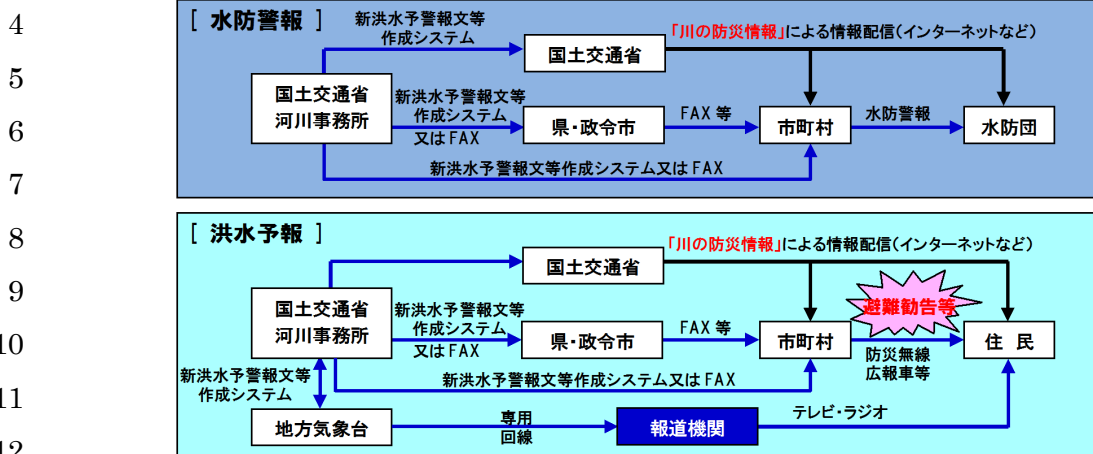 4
5
6
7
8
9
10
11
12
[ 水防警報 ]
新洪水予警報文等
作成システム
国土交通省
「川の防災情報」による情報配信(インターネットなど)
国土交通省
河川事務所
新洪水予警報文等
作成システム
又は FAX
県・政令市
FAX 等
市町村
水防警報
水防団
新洪水予警報文等作成システム又は FAX
[ 洪水予報 ]
国土交通省
「川の防災情報」による情報配信(インターネットなど)
国土交通省
河川事務所
新洪水予警報文等
作成システム
又は FAX
県・政令市
FAX 等
市町村
避難勧告等
防災無線
広報車等
住 民
新洪水予警報文等作成システム又は FAX
新洪水予警報文等
作成システム
地方気象台
専用
回線
報道機関
テレビ・ラジオ